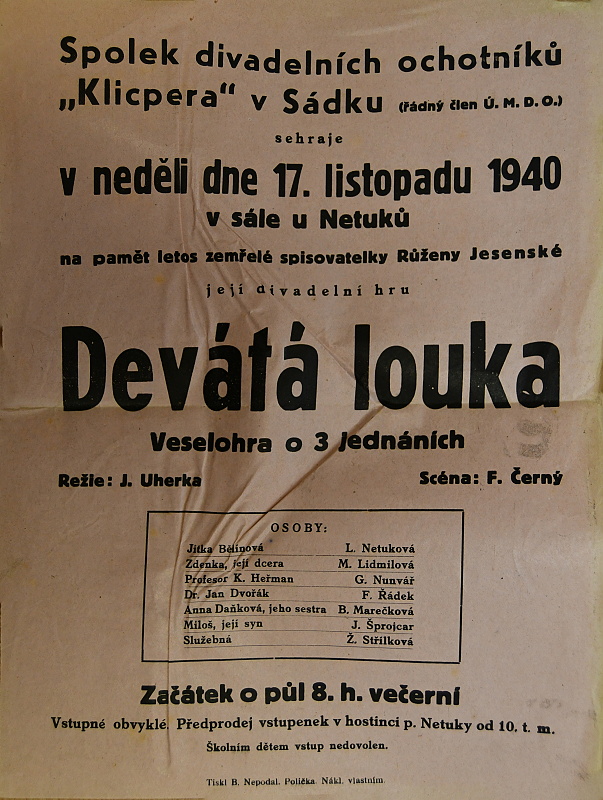 Spolek divadelních ochotníků
„Klicpera“ v Sádku (řádný člen Ú. M. D. O.)
sehraje
v neděli dne 17. listopadu 1940
v sále u Netuků
na pamět letos zemřelé spisovatelky Růženy Jesenské
její divadelní hru
Devátá louka
Veselohra o 3 jednáních
Režie: J. Uherka Scéna: F. Černý
OSOBY:
Jitka Bělinová L. Netuková
Zdenka, její dcera M. Lidmilová
Profesor K. Heřman G. Nunvář
Dr. Jan Dvořák F. Řádek
Anna Daňková, jeho sestra B. Marečková
Miloš, její syn J. Šprojcar
Služebná Ž. Střílková
Začátek o půl 8. h. večerní
Vstupné obvyklé. Předprodej vstupenek v hostinci p. Netuky od 10. t. m.
Školním dětem vstup nedovolen.
Tiskl B. Nepodal. Polička. Nákl. vlastním.